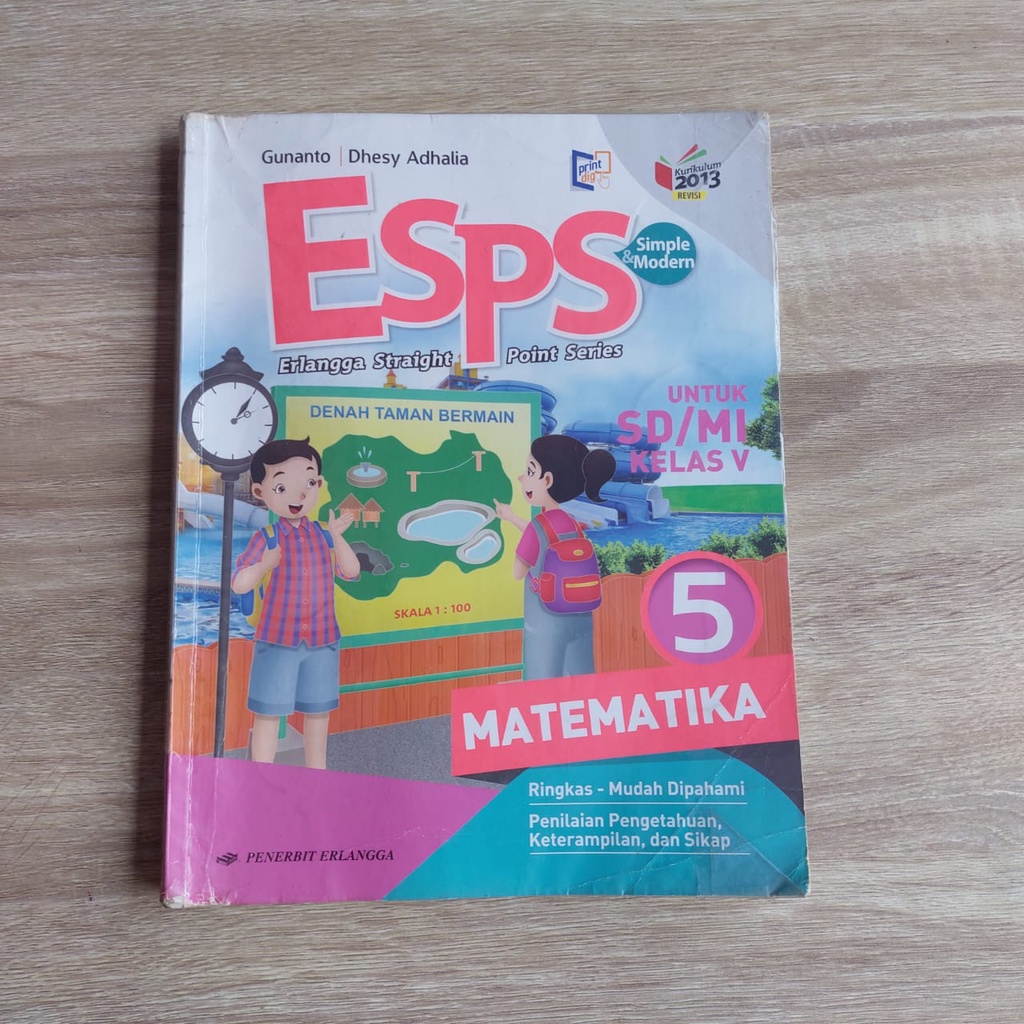 Gunanto | Dhesy Adhalia
print
dig
Kurikulum
2013
REVISI
ESPS
Simple
& Modern
Erlangga Straight Point Series
UNTUK
SD/MI
KELAS V
DENAH TAMAN BERMAIN
T
T
SKALA 1 : 100
5
MATEMATIKA
Ringkas - Mudah Dipahami
Penilaian Pengetahuan,
Keterampilan, dan Sikap
PENERBIT ERLANGGA